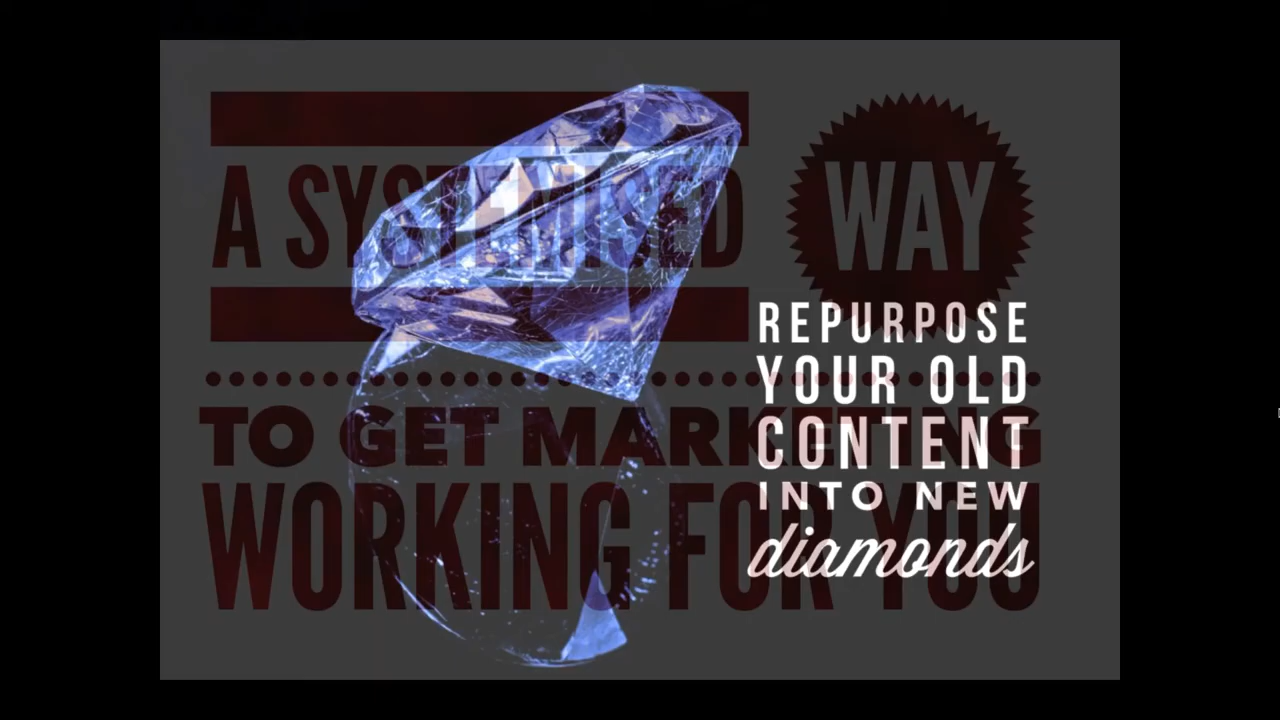 A SYSTEMISED WAY
TO GET MARKETING
WORKING FOR YOU
REPURPOSE
YOUR OLD
CONTENT
INTO NEW
diamonds